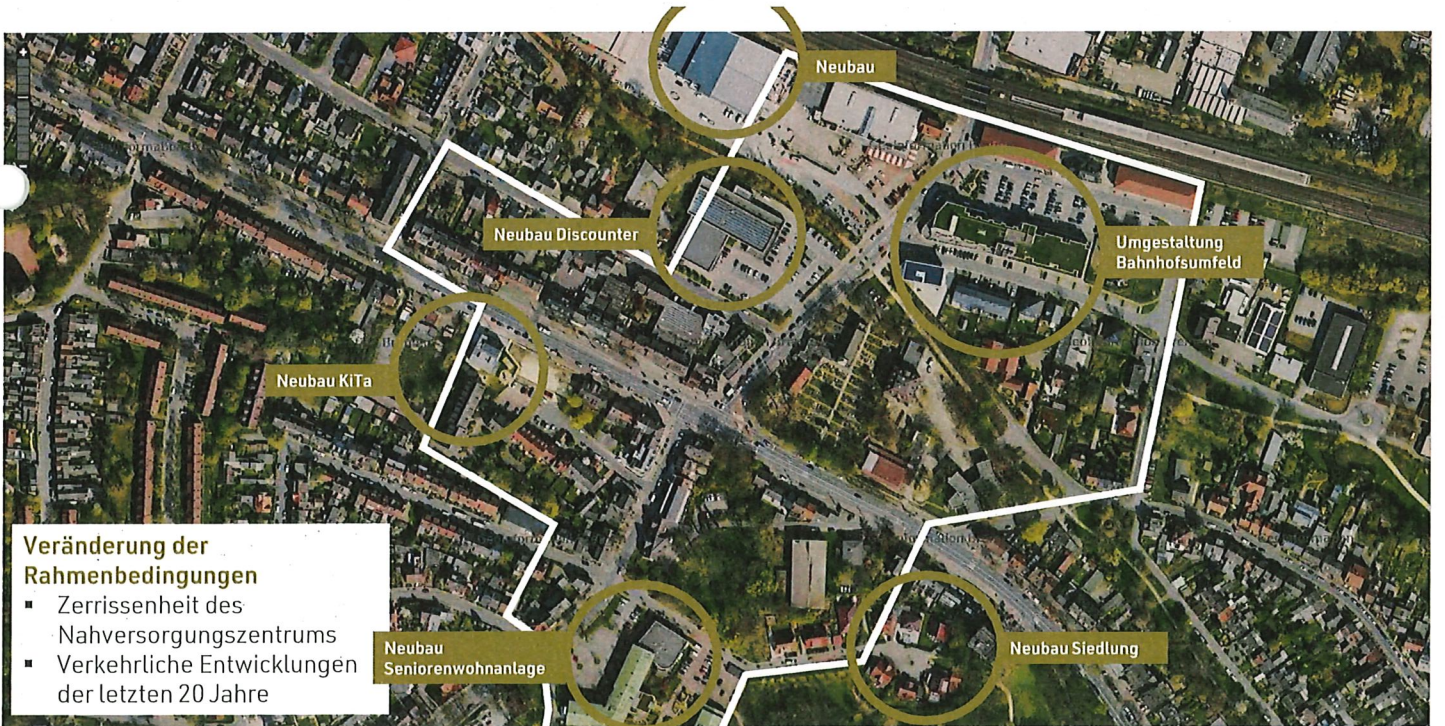 Neubau
Neubau Discounter
Umgestaltung
Bahnhofsumfeld
Neubau KiTa
Veränderung der
Rahmenbedingungen
▪ Zerrissenheit des
Nahversorgungszentrums
▪ Verkehrliche Entwicklungen
der letzten 20 Jahre
Neubau
Seniorenwohnanlage
Neubau Siedlung